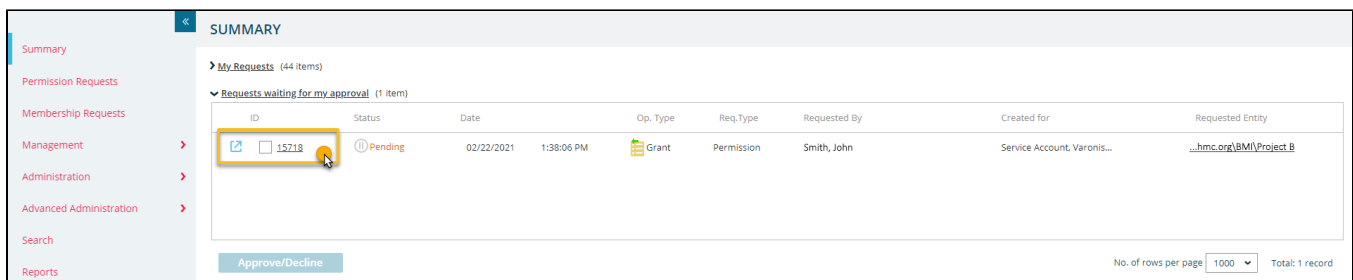 «
SUMMARY
Summary
Permission Requests
Membership Requests
Management
Administration
Advanced Administration
Search
Reports
My Requests (44 items)
Requests waiting for my approval (1 item)
ID Status Date Op. Type Req.Type Requested By Created for Requested Entity
15718 Pending 02/22/2021 1:38:06 PM Grant Permission Smith, John Service Account, Varonis... ...hmc.org\BMI\Project B
Approve/Decline No. of rows per page 1000 Total: 1 record